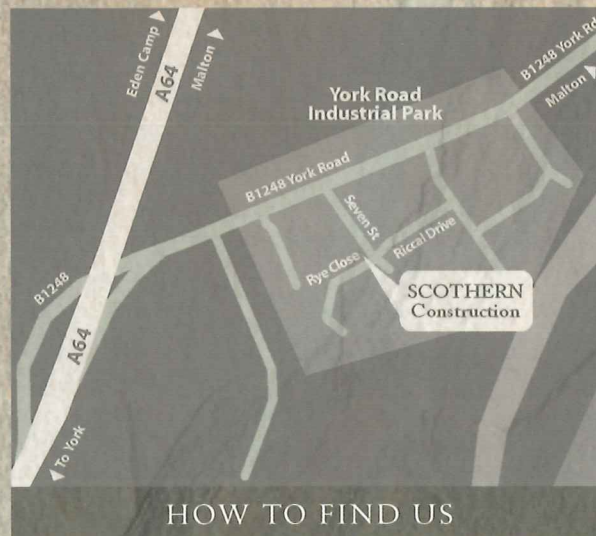 Eden Camp
A64
Malton
B1248 York Rd
Malton
York Road
Industrial Park
B1248 York Road
Seven St
Rye Close
Riccal Drive
SCOTHERN
Construction
B1248
A64
To York
HOW TO FIND US